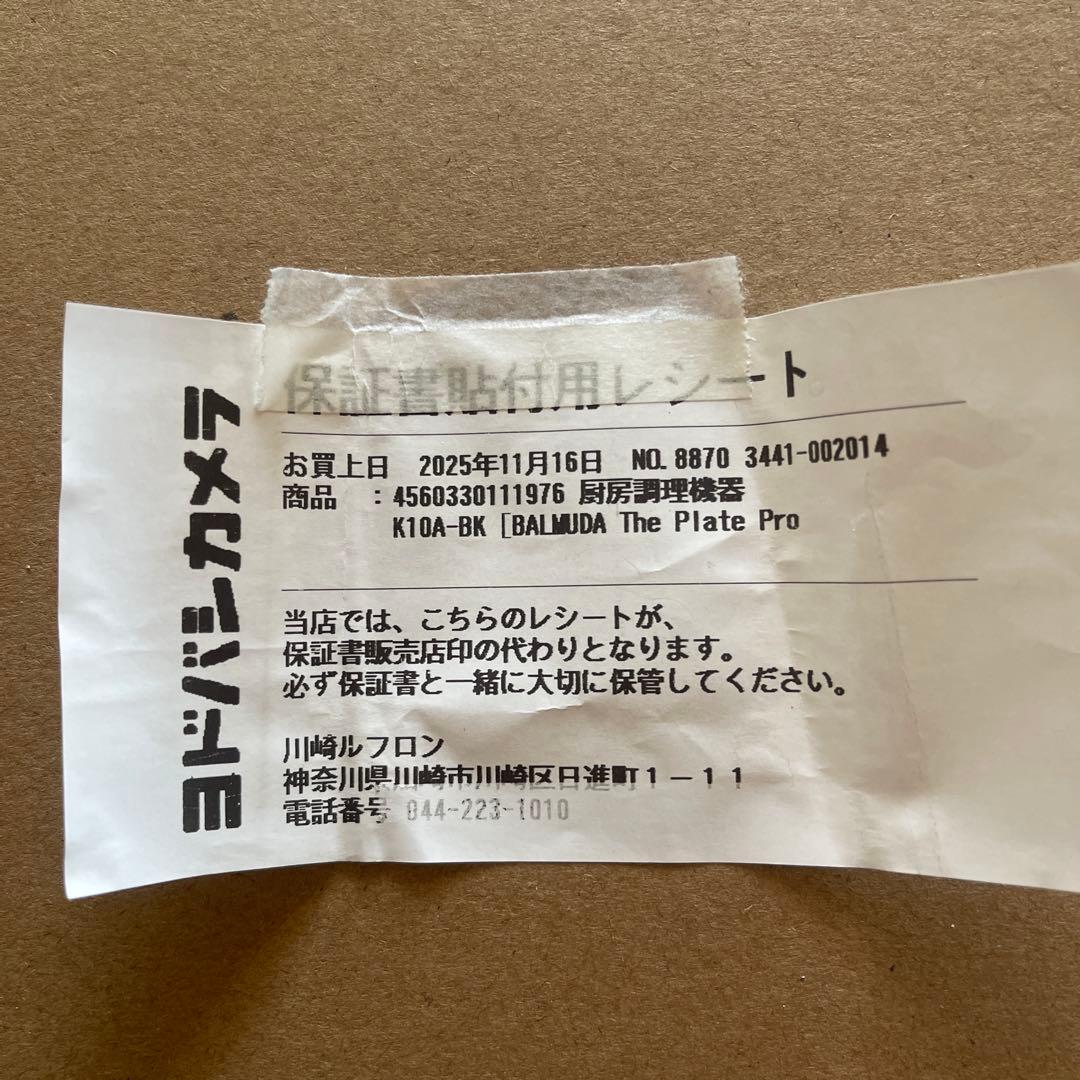 ヨドバシカメラ
保証書貼付用レシート
お買上日 2025年11月16日 NO.8870 3441-002014
商品 :4560330111976 厨房調理機器
K10A-BK [BALMUDA The Plate Pro
当店では、こちらのレシートが、
保証書販売店印の代わりとなります。
必ず保証書と一緒に大切に保管してください。
川崎ルフロン
神奈川県川崎市川崎区日進町1-11
電話番号 044-223-1010